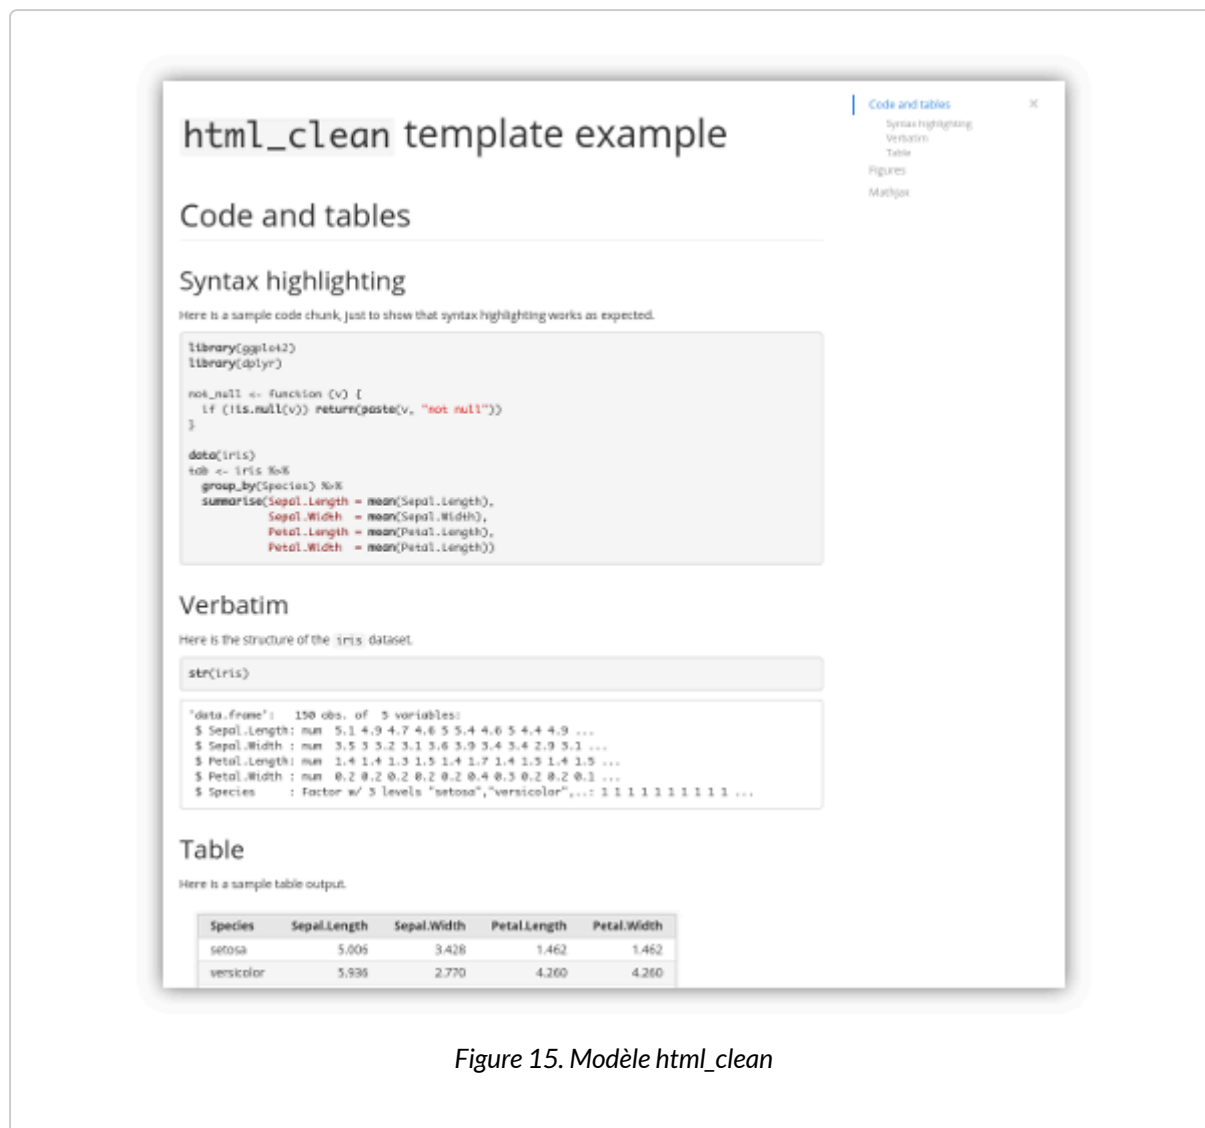 html_clean template example
Code and tables
Syntax highlighting
Verbatim
Table
Figures
Mathjax
Code and tables
Syntax highlighting
Here is a sample code chunk, just to show that syntax highlighting works as expected.
library(ggplot2)
library(dplyr)
not_null <- function (v) {
  if (!is.null(v)) return(paste(v, "not null"))
}
data(iris)
tab <- iris %>%
  group_by(Species) %>%
  summarise(Sepal.Length = mean(Sepal.Length),
            Sepal.Width  = mean(Sepal.Width),
            Petal.Length = mean(Petal.Length),
            Petal.Width  = mean(Petal.Length))
Verbatim
Here is the structure of the iris dataset.
str(iris)
'data.frame':   150 obs. of  5 variables:
 $ Sepal.Length: num  5.1 4.9 4.7 4.6 5 5.4 4.6 5 4.4 4.9 ...
 $ Sepal.Width : num  3.5 3 3.2 3.1 3.6 3.9 3.4 3.4 2.9 3.1 ...
 $ Petal.Length: num  1.4 1.4 1.3 1.5 1.4 1.7 1.4 1.5 1.4 1.5 ...
 $ Petal.Width : num  0.2 0.2 0.2 0.2 0.2 0.4 0.3 0.2 0.2 0.1 ...
 $ Species     : Factor w/ 3 levels "setosa","versicolor",..: 1 1 1 1 1 1 1 1 1 1 ...
Table
Here is a sample table output.
Species Sepal.Length Sepal.Width Petal.Length Petal.Width
setosa 5.006 3.428 1.462 1.462
versicolor 5.936 2.770 4.260 4.260
Figure 15. Modèle html_clean